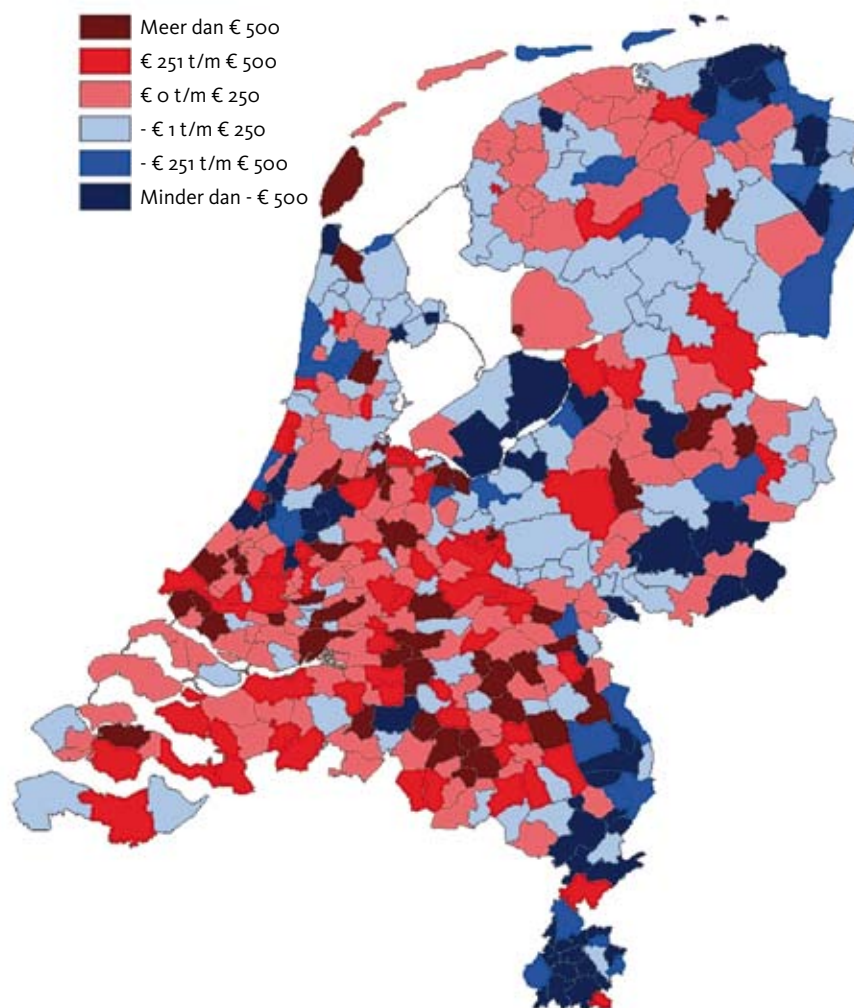 Meer dan € 500
€ 251 t/m € 500
€ 0 t/m € 250
- € 1 t/m € 250
- € 251 t/m € 500
Minder dan - € 500